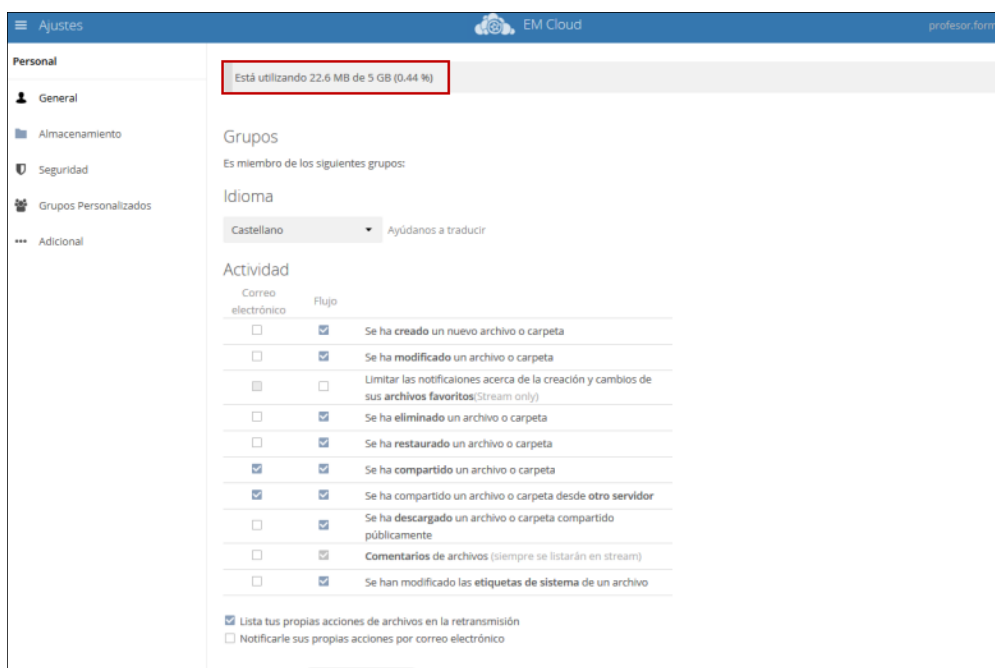 Ajustes
EM Cloud
profesor.form
Personal
General
Almacenamiento
Seguridad
Grupos Personalizados
Adicional
Está utilizando 22.6 MB de 5 GB (0.44 %)
Grupos
Es miembro de los siguientes grupos:
Idioma
Castellano
Ayúdanos a traducir
Actividad
Correo
electrónico
Flujo
Se ha creado un nuevo archivo o carpeta
Se ha modificado un archivo o carpeta
Limitar las notificaiones acerca de la creación y cambios de
sus archivos favoritos(Stream only)
Se ha eliminado un archivo o carpeta
Se ha restaurado un archivo o carpeta
Se ha compartido un archivo o carpeta
Se ha compartido un archivo o carpeta desde otro servidor
Se ha descargado un archivo o carpeta compartido
públicamente
Comentarios de archivos (siempre se listarán en stream)
Se han modificado las etiquetas de sistema de un archivo
Lista tus propias acciones de archivos en la retransmisión
Notificarle sus propias acciones por correo electrónico